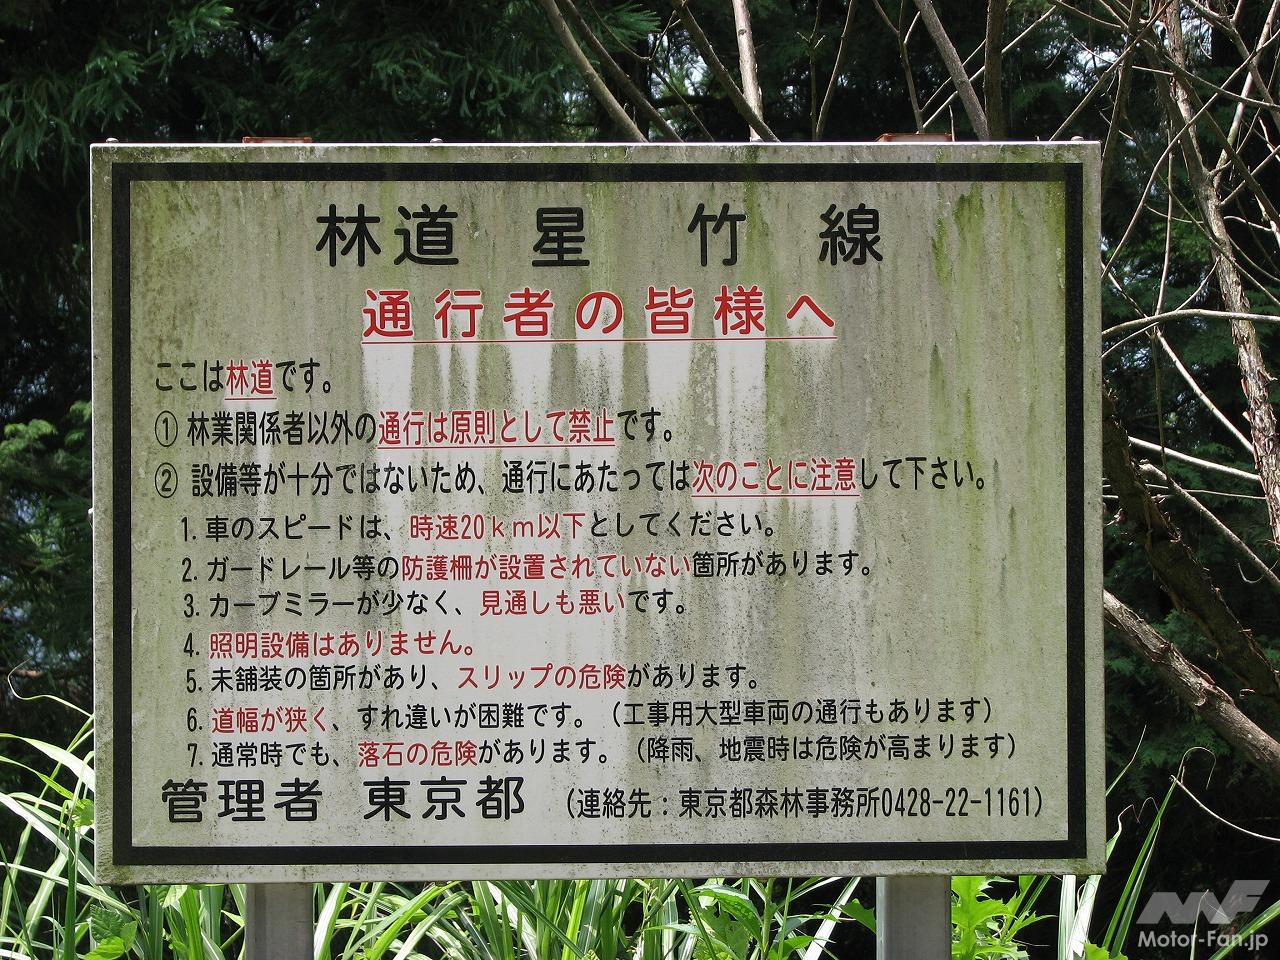 林道 星 竹 線
通行者の皆様へ
ここは林道です。
① 林業関係者以外の通行は原則として禁止です。
② 設備等が十分ではないため、通行にあたっては次のことに注意して下さい。
1. 車のスピードは、時速20ｋｍ以下としてください。
2. ガードレール等の防護柵が設置されていない箇所があります。
3. カーブミラーが少なく、見通しも悪いです。
4. 照明設備はありません。
5. 未舗装の箇所があり、スリップの危険があります。
6. 道幅が狭く、すれ違いが困難です。（工事用大型車両の通行もあります）
7. 通常時でも、落石の危険があります。（降雨、地震時は危険が高まります）
管理者 東京都 （連絡先：東京都森林事務所0428-22-1161）
MF
Motor-Fan.jp